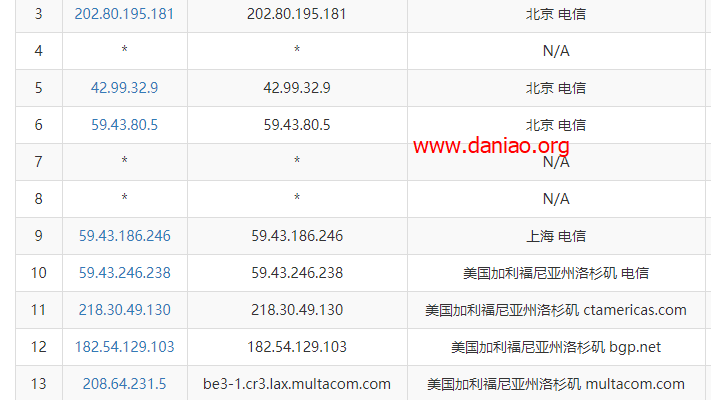 3 202.80.195.181 202.80.195.181 北京 电信
4 * * N/A
5 42.99.32.9 42.99.32.9 北京 电信
6 59.43.80.5 59.43.80.5 北京 电信
www.daniao.org
7 * * N/A
8 * * N/A
9 59.43.186.246 59.43.186.246 上海 电信
10 59.43.246.238 59.43.246.238 美国加利福尼亚州洛杉矶 电信
11 218.30.49.130 218.30.49.130 美国加利福尼亚州洛杉矶 ctamericas.com
12 182.54.129.103 182.54.129.103 美国加利福尼亚州洛杉矶 bgp.net
13 208.64.231.5 be3-1.cr3.lax.multacom.com 美国加利福尼亚州洛杉矶 multacom.com